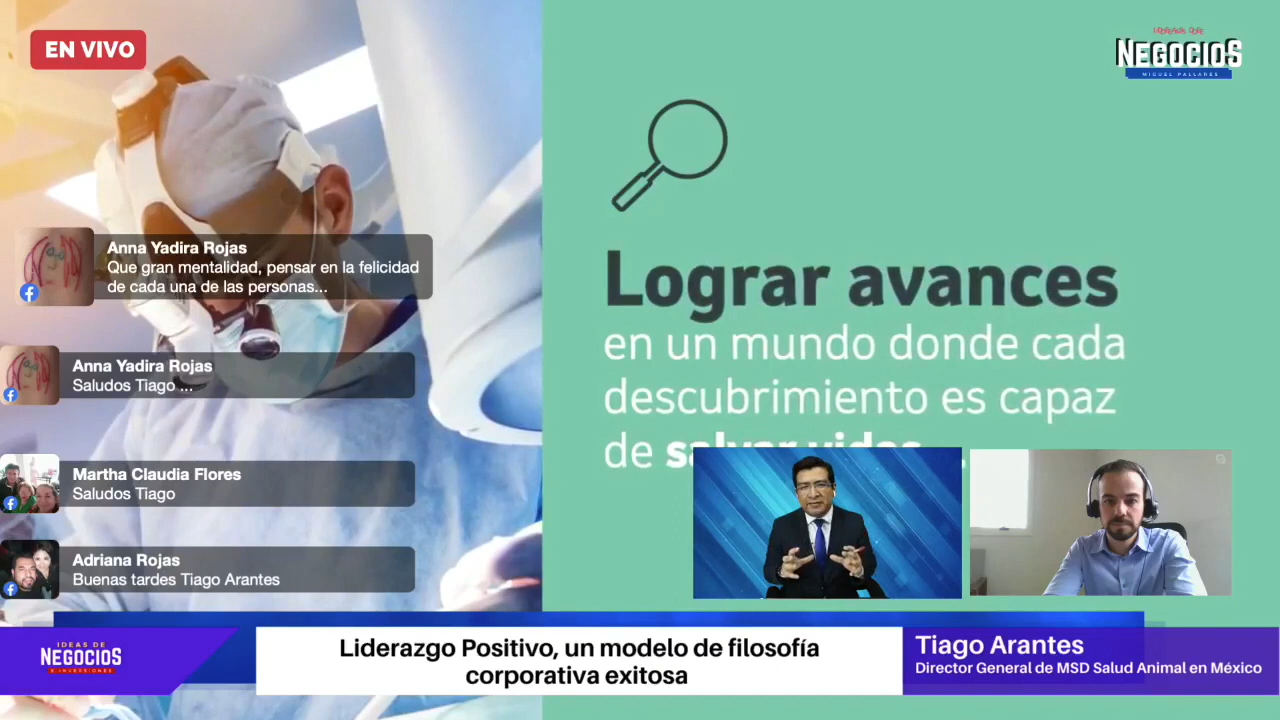 EN VIVO
NEGOCIOS
MIGUEL PALLARES
Lograr avances
en un mundo donde cada
descubrimiento es capaz
de salvar vidas.
Anna Yadira Rojas
Que gran mentalidad, pensar en la felicidad
de cada una de las personas...
Anna Yadira Rojas
Saludos Tiago ...
Martha Claudia Flores
Saludos Tiago
Adriana Rojas
Buenas tardes Tiago Arantes
IDEAS DE
NEGOCIOS
E INVERSIONES
Liderazgo Positivo, un modelo de filosofía
corporativa exitosa
Tiago Arantes
Director General de MSD Salud Animal en México